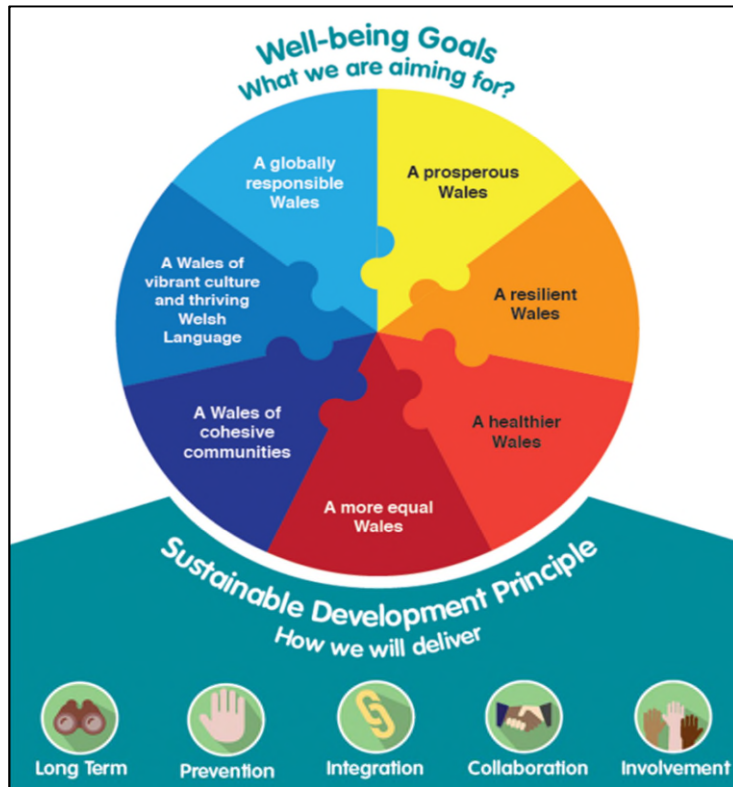 Well-being Goals
What we are aiming for?
A globally
responsible
Wales
A prosperous
Wales
A Wales of
vibrant culture
and thriving
Welsh
Language
A resilient
Wales
A Wales of
cohesive
communities
A healthier
Wales
A more equal
Wales
Sustainable Development Principle
How we will deliver
Long Term
Prevention
Integration
Collaboration
Involvement